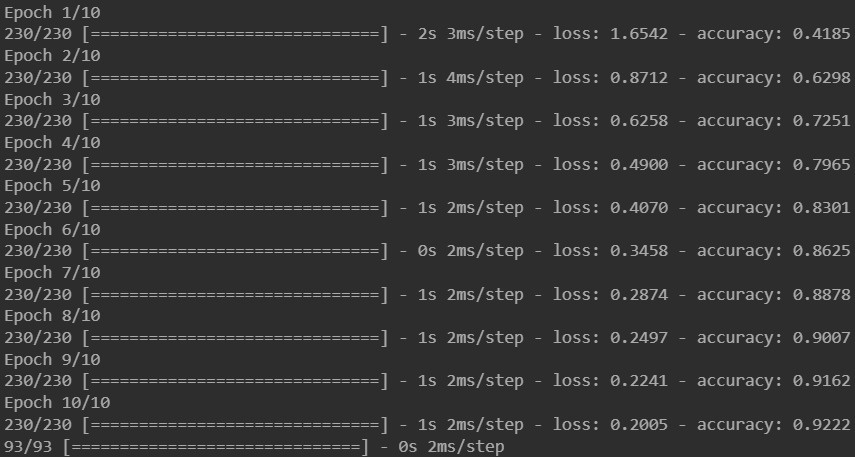 Epoch 1/10
230/230 [==============================] - 2s 3ms/step - loss: 1.6542 - accuracy: 0.4185
Epoch 2/10
230/230 [==============================] - 1s 4ms/step - loss: 0.8712 - accuracy: 0.6298
Epoch 3/10
230/230 [==============================] - 1s 3ms/step - loss: 0.6258 - accuracy: 0.7251
Epoch 4/10
230/230 [==============================] - 1s 3ms/step - loss: 0.4900 - accuracy: 0.7965
Epoch 5/10
230/230 [==============================] - 1s 2ms/step - loss: 0.4070 - accuracy: 0.8301
Epoch 6/10
230/230 [==============================] - 0s 2ms/step - loss: 0.3458 - accuracy: 0.8625
Epoch 7/10
230/230 [==============================] - 1s 2ms/step - loss: 0.2874 - accuracy: 0.8878
Epoch 8/10
230/230 [==============================] - 1s 2ms/step - loss: 0.2497 - accuracy: 0.9007
Epoch 9/10
230/230 [==============================] - 1s 2ms/step - loss: 0.2241 - accuracy: 0.9162
Epoch 10/10
230/230 [==============================] - 1s 2ms/step - loss: 0.2005 - accuracy: 0.9222
93/93 [==============================] - 0s 2ms/step